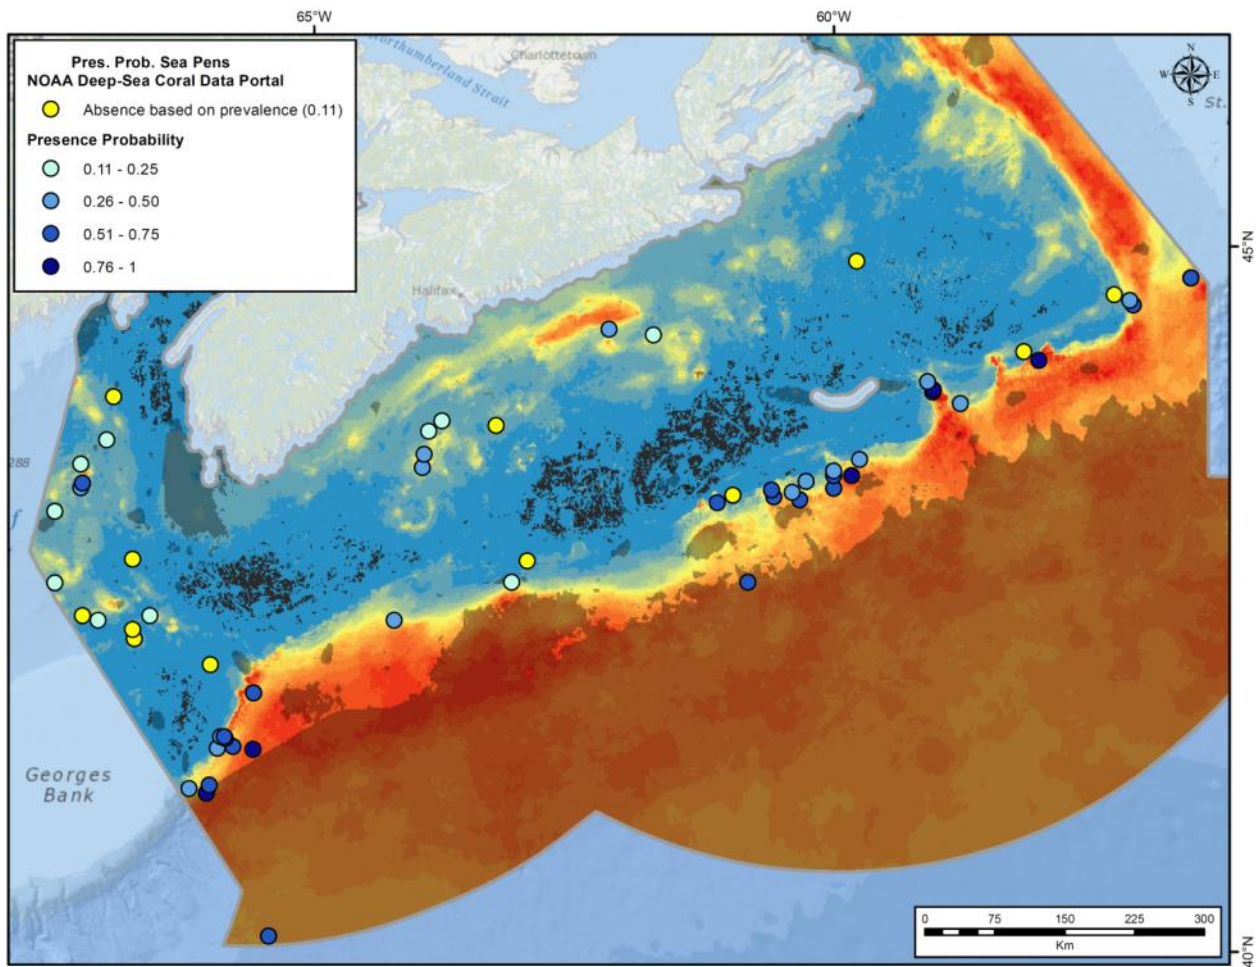 65°W
60°W
Pres. Prob. Sea Pens
NOAA Deep-Sea Coral Data Portal
Absence based on prevalence (0.11)
Presence Probability
0.11 - 0.25
0.26 - 0.50
0.51 - 0.75
0.76 - 1
Northumberland Strait
Charlottetown
N
W E
S
St.
45°N
Halifax
288
f
Georges
Bank
0 75 150 225 300
Km
40°N